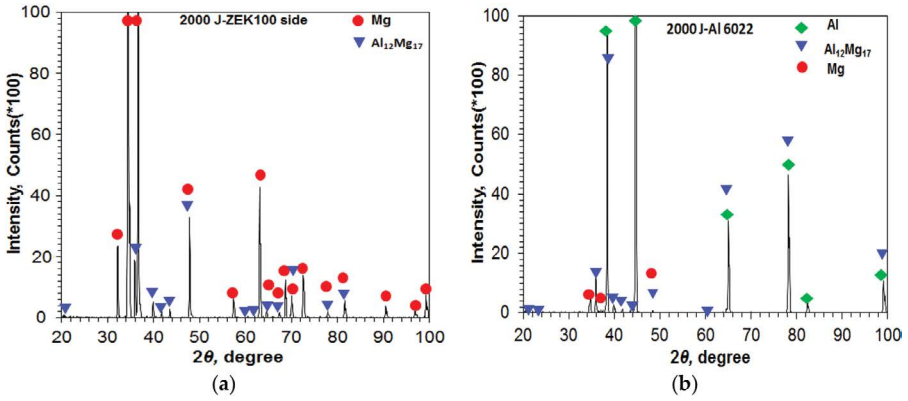 2000 J-ZEK100 side
Mg
Al12Mg17
Intensity, Counts(*100)
100
80
60
40
20
0
20 30 40 50 60 70 80 90 100
2θ, degree
(a)
2000 J-Al 6022
Al
Al12Mg17
Mg
Intensity, Counts(*100)
100
80
60
40
20
0
20 30 40 50 60 70 80 90 100
2θ, degree
(b)